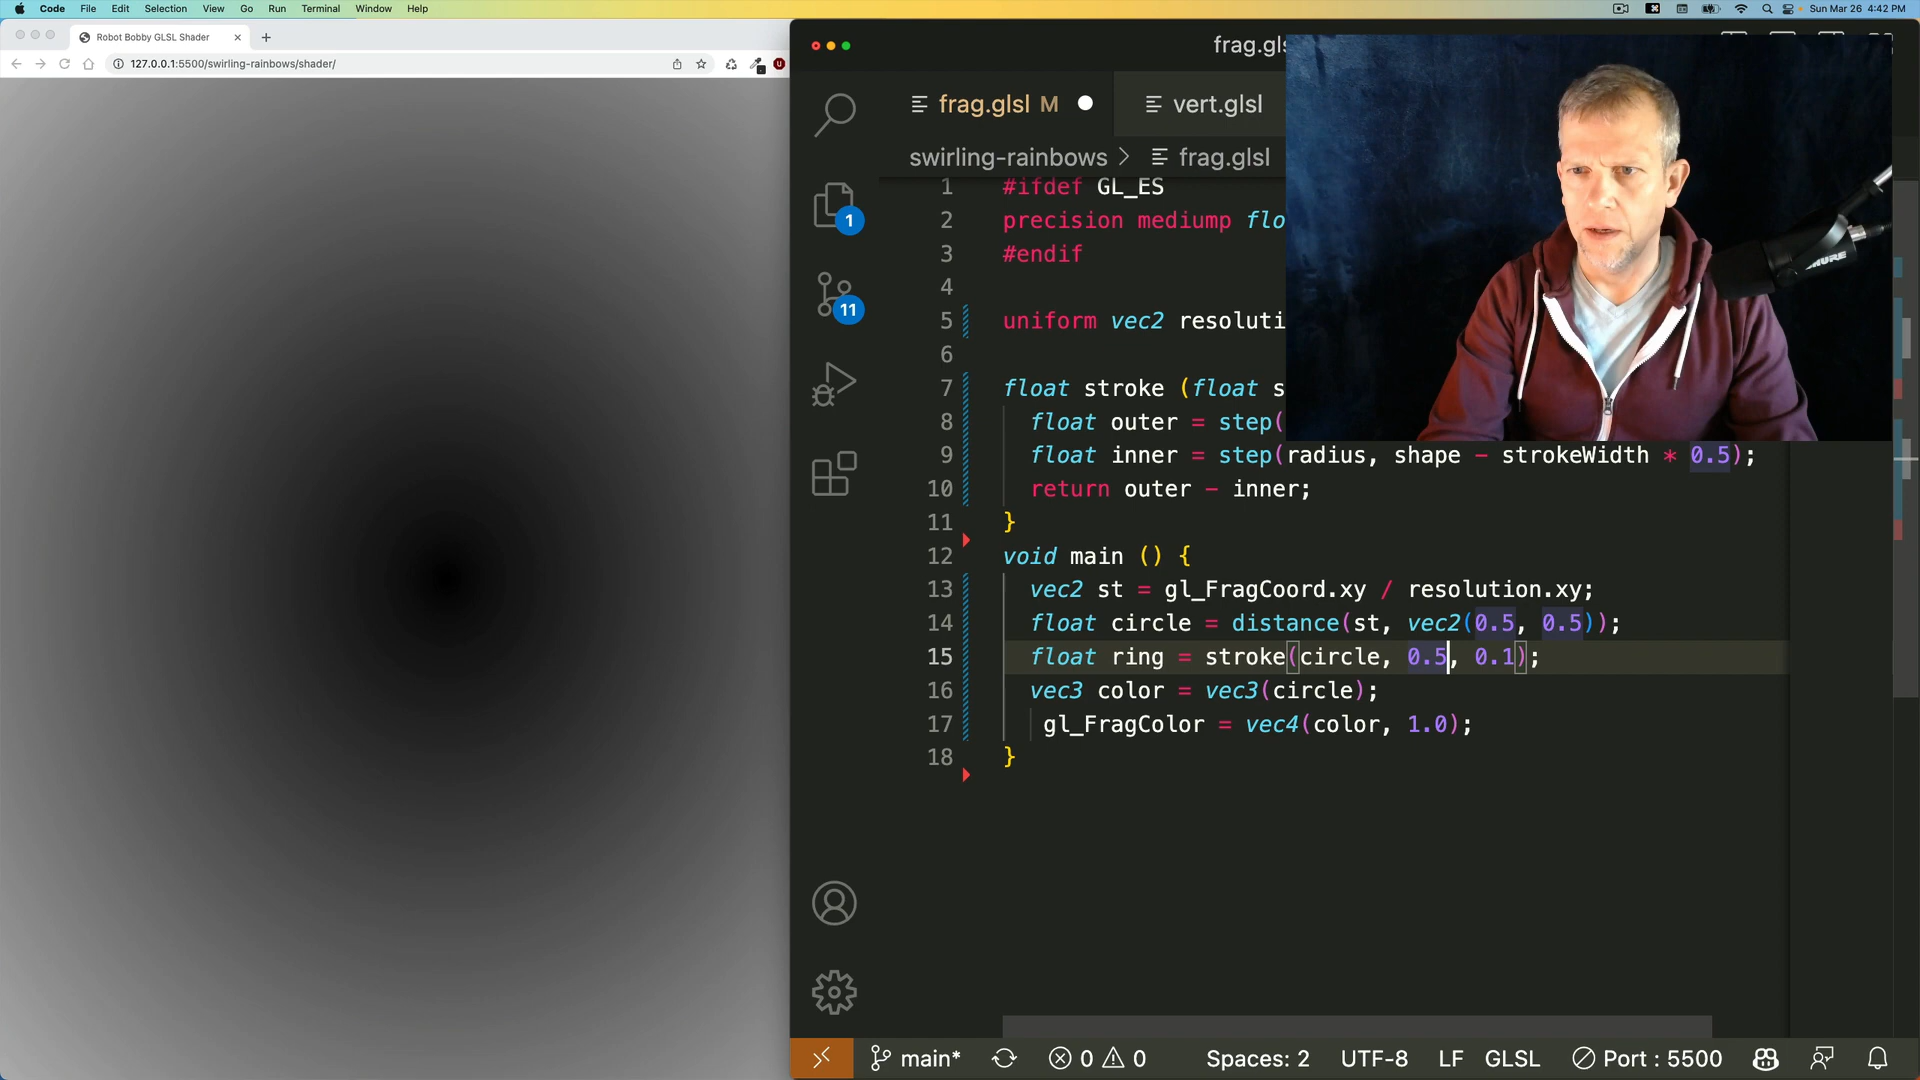 Code File Edit Selection View Go Run Terminal Window Help
Sun Mar 26 4:42 PM
Robot Bobby GLSL Shader
127.0.0.1:5500/swirling-rainbows/shader/
frag.gls
frag.glsl M
vert.glsl
swirling-rainbows > frag.glsl
1 #ifdef GL_ES
2 precision mediump flo
3 #endif
4
5 uniform vec2 resoluti
6
7 float stroke (float s
8 float outer = step(
9 float inner = step(radius, shape - strokeWidth * 0.5);
10 return outer - inner;
11 }
12 void main () {
13 vec2 st = gl_FragCoord.xy / resolution.xy;
14 float circle = distance(st, vec2(0.5, 0.5));
15 float ring = stroke(circle, 0.5, 0.1);
16 vec3 color = vec3(circle);
17 gl_FragColor = vec4(color, 1.0);
18 }
1
11
SHURE
main* 0 0 Spaces: 2 UTF-8 LF GLSL Port : 5500